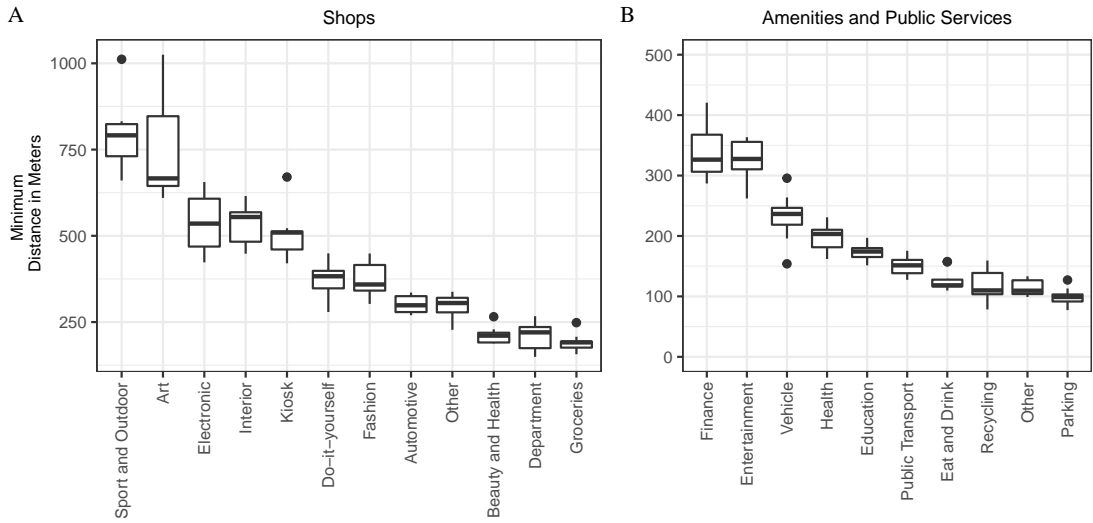 A
Shops
Minimum
Distance in Meters
1000
750
500
250
Sport and Outdoor
Art
Electronic
Interior
Kiosk
Do−it−yourself
Fashion
Automotive
Other
Beauty and Health
Department
Groceries
B
Amenities and Public Services
500
400
300
200
100
0
Finance
Entertainment
Vehicle
Health
Education
Public Transport
Eat and Drink
Recycling
Other
Parking